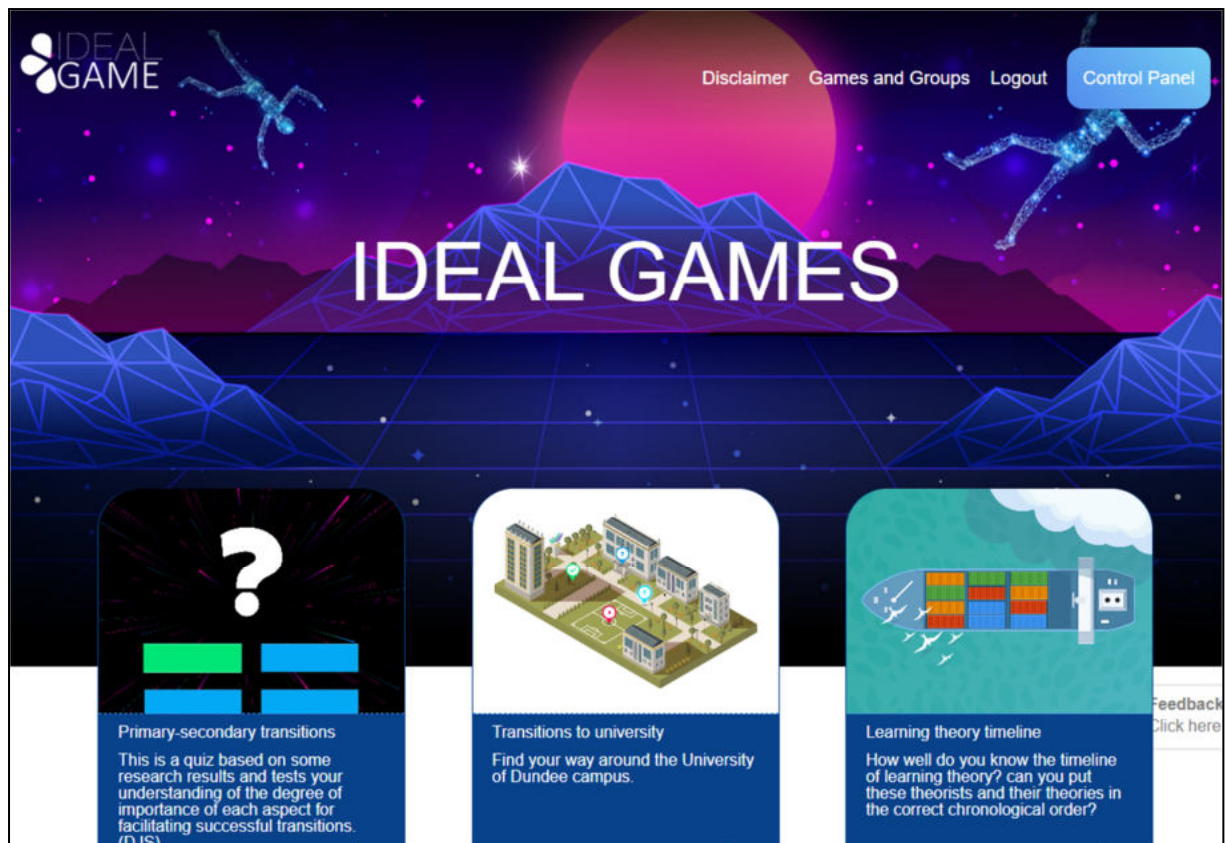 IDEAL
GAME
Disclaimer Games and Groups Logout Control Panel
IDEAL GAMES
?
Primary-secondary transitions
This is a quiz based on some
research results and tests your
understanding of the degree of
importance of each aspect for
facilitating successful transitions.
(DJS)
Transitions to university
Find your way around the University
of Dundee campus.
Learning theory timeline
How well do you know the timeline
of learning theory? can you put
these theorists and their theories in
the correct chronological order?
Feedback
Click here